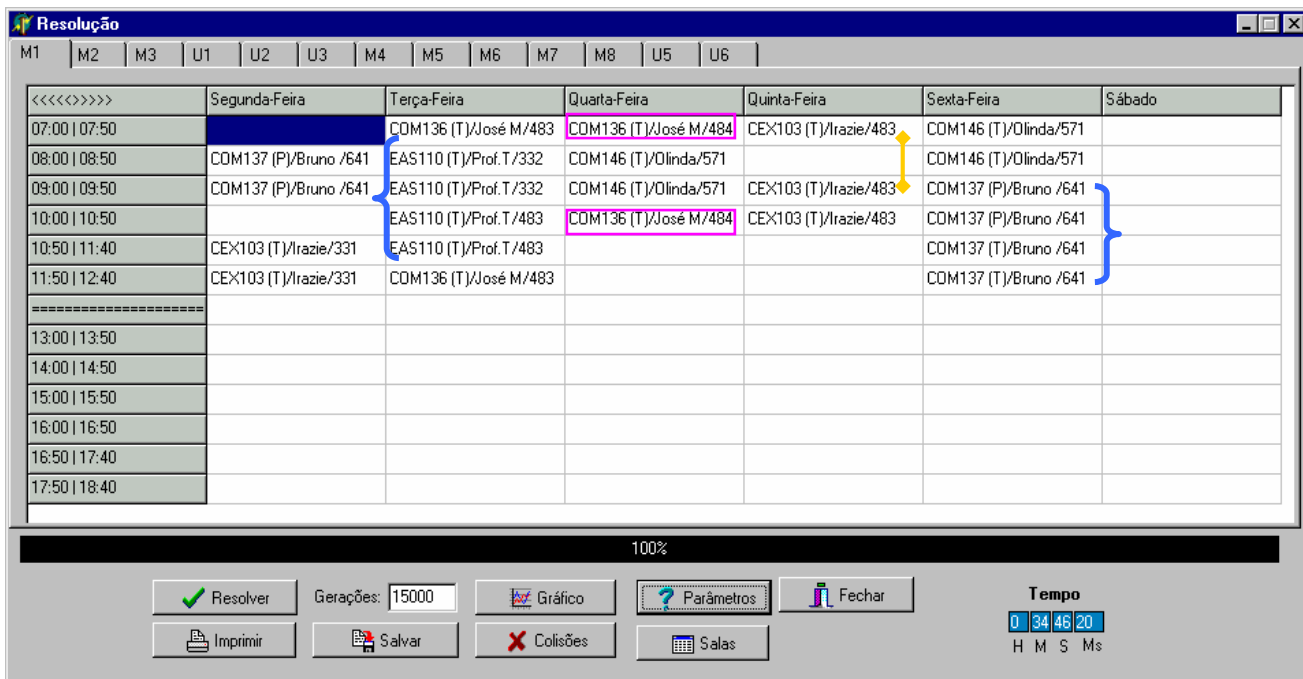 Resolução
M1 M2 M3 U1 U2 U3 M4 M5 M6 M7 M8 U5 U6
<<<<<>>>>> Segunda-Feira Terça-Feira Quarta-Feira Quinta-Feira Sexta-Feira Sábado
07:00 | 07:50 COM136 (T)/José M/483 COM136 (T)/José M/484 CEX103 (T)/Irazie/483 COM146 (T)/Olinda/571
08:00 | 08:50 COM137 (P)/Bruno /641 EAS110 (T)/Prof.T/332 COM146 (T)/Olinda/571 COM146 (T)/Olinda/571
09:00 | 09:50 COM137 (P)/Bruno /641 EAS110 (T)/Prof.T/332 COM146 (T)/Olinda/571 CEX103 (T)/Irazie/483 COM137 (P)/Bruno /641
10:00 | 10:50 EAS110 (T)/Prof.T/483 COM136 (T)/José M/484 CEX103 (T)/Irazie/483 COM137 (P)/Bruno /641
10:50 | 11:40 CEX103 (T)/Irazie/331 EAS110 (T)/Prof.T/483 COM137 (T)/Bruno /641
11:50 | 12:40 CEX103 (T)/Irazie/331 COM136 (T)/José M/483 COM137 (T)/Bruno /641
======================
13:00 | 13:50
14:00 | 14:50
15:00 | 15:50
16:00 | 16:50
16:50 | 17:40
17:50 | 18:40
100%
Resolver Gerações: 15000 Gráfico Parâmetros Fechar Tempo
Imprimir Salvar Colisões Salas 0 34 46 20
H M S Ms